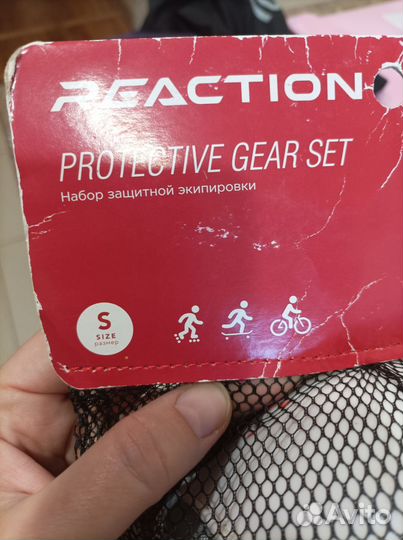 REACTION
PROTECTIVE GEAR SET
Набор защитной экипировки
S
SIZE
размер
Avito